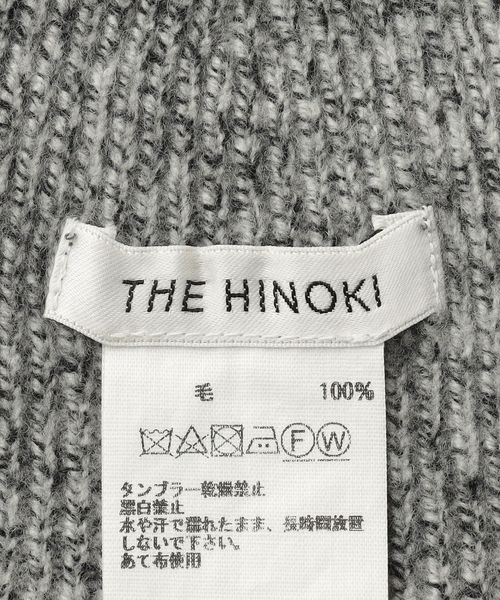 THE HINOKI
毛 100%
F W
タンブラー乾燥禁止
黒白禁止
水や汗で濡れたまま、長時間放置
しないで下さい。
あて布使用